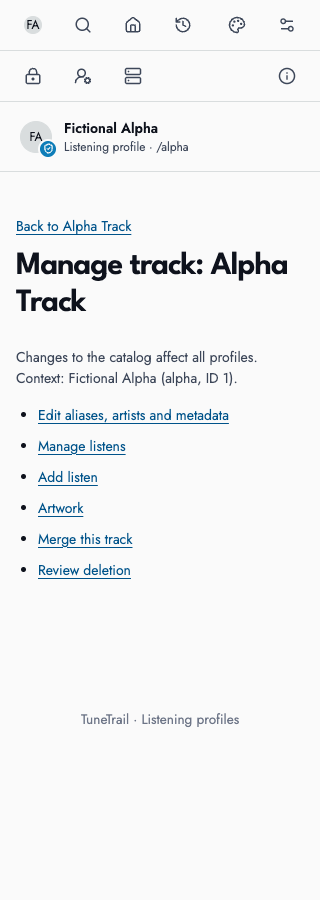 FA
FA
Fictional Alpha
Listening profile · /alpha
Back to Alpha Track
Manage track: Alpha
Track
Changes to the catalog affect all profiles.
Context: Fictional Alpha (alpha, ID 1).
Edit aliases, artists and metadata
Manage listens
Add listen
Artwork
Merge this track
Review deletion
TuneTrail · Listening profiles